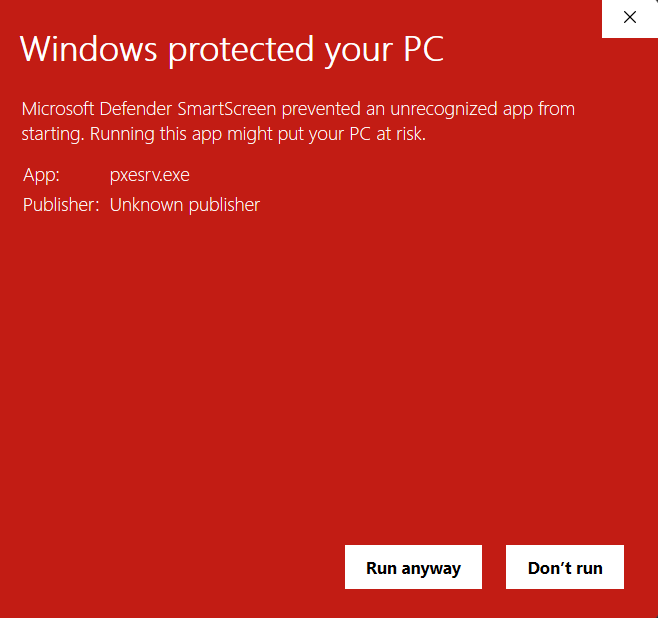 Windows protected your PC
Microsoft Defender SmartScreen prevented an unrecognized app from
starting. Running this app might put your PC at risk.
App: pxesrv.exe
Publisher: Unknown publisher
Run anyway Don’t run